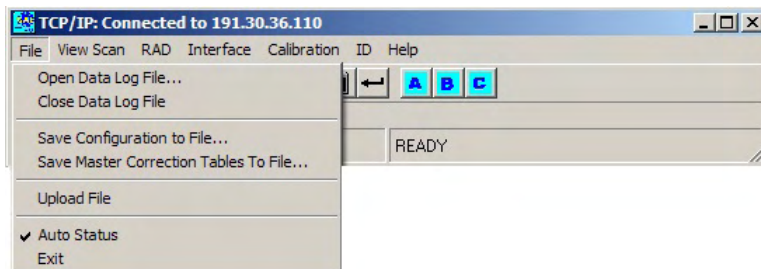 TCP/IP: Connected to 191.30.36.110
File View Scan RAD Interface Calibration ID Help
A B C
READY
Open Data Log File...
Close Data Log File
Save Configuration to File...
Save Master Correction Tables To File...
Upload File
Auto Status
Exit